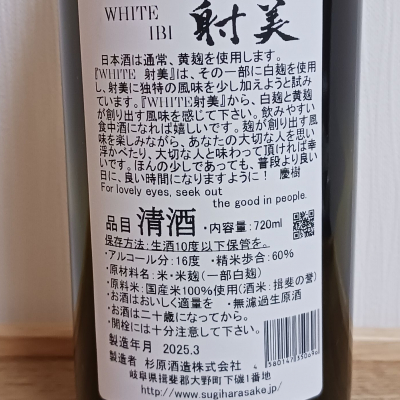 WHITE
IBI 射美
日本酒は通常、黄麹を使用します。
『WHITE 射美』は、その一部に白麹を使用
し、射美に独特の風味を少し加えようと試み
ています。『WHITE射美』から、白麹と黄麹
が創り出す風味を感じて下さい。飲みやすい
食中酒になれば嬉しいです。麹が創り出す風
味を楽しみながら、あなたの大切な人を思い
浮かべたり、大切な人と味わって頂ければ幸
せです。ほんの少しであっても、普段より良い
日に、良い時間になりますように！ 慶樹
For lovely eyes, seek out
the good in people.
品目 清酒 ・内容量:720ml
保存方法:生酒10度以下保管を。
・アルコール分:16度 ・精米歩合:60%
・原材料名:米・米麹(一部白麹)
・原料米:国産米100%使用(酒米:揖斐の誉)
・お酒はおいしく適量を ・無濾過生原酒
・お酒は二十歳になってから。
・開栓には十分注意して下さい。
製造年月 2025.3
製造者 杉原酒造株式会社
岐阜県揖斐郡大野町下磯1番地
http://www.sugiharasake.jp/
4 580147 350496